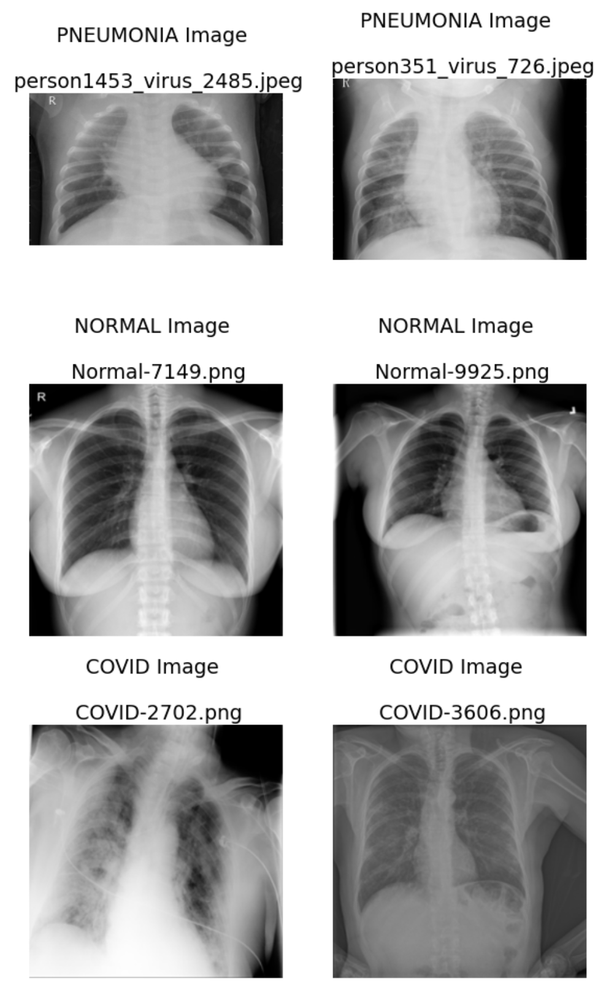 PNEUMONIA Image
person1453_virus_2485.jpeg
R
PNEUMONIA Image
person351_virus_726.jpeg
R
NORMAL Image
Normal-7149.png
R
NORMAL Image
Normal-9925.png
COVID Image
COVID-2702.png
COVID Image
COVID-3606.png